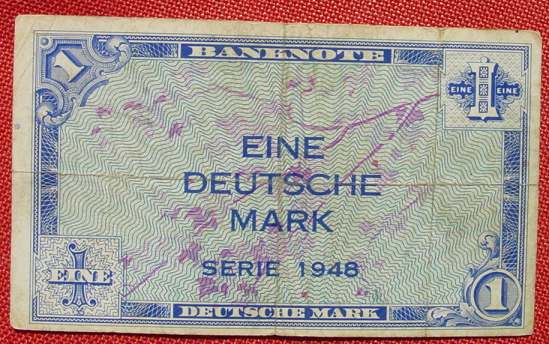 1
BANKNOTE
EINE 1 EINE
EINE
DEUTSCHE
MARK
SERIE 1948
1
EINE
DEUTSCHE MARK
1